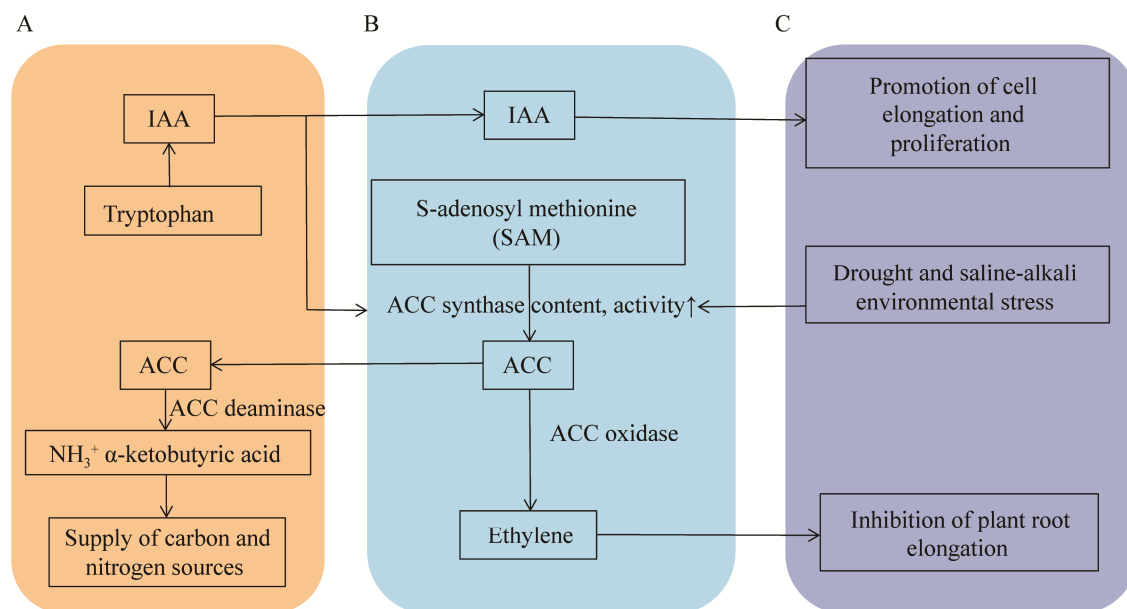 A
IAA
Tryptophan
ACC
ACC deaminase
NH₃⁺ α-ketobutyric acid
Supply of carbon and
nitrogen sources
B
IAA
S-adenosyl methionine
(SAM)
ACC synthase content, activity↑
ACC
ACC oxidase
Ethylene
C
Promotion of cell
elongation and
proliferation
Drought and saline-alkali
environmental stress
Inhibition of plant root
elongation